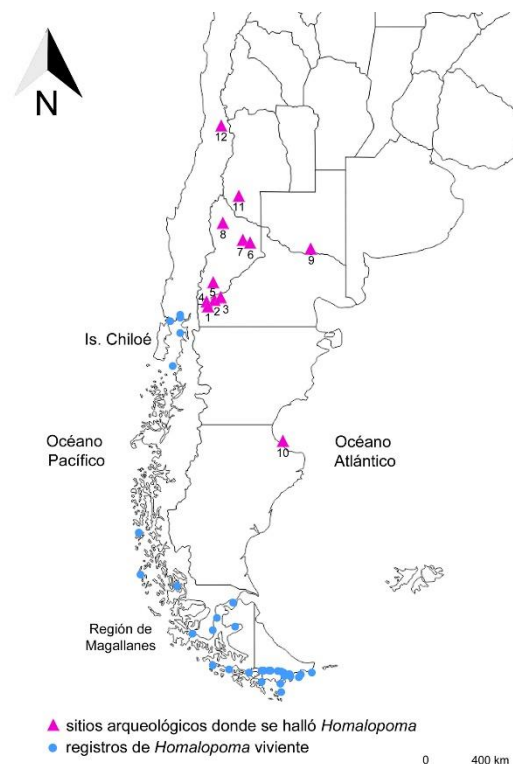 N
12
11
8
7
6
9
5
4
3
2
1
Is. Chiloé
Océano
Pacífico
Océano
Atlántico
10
Región de
Magallanes
sitios arqueológicos donde se halló Homalopoma
registros de Homalopoma viviente
0 400 km